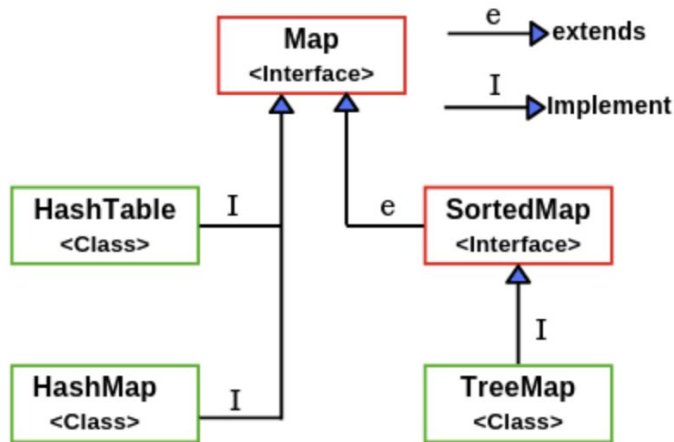 Map
<Interface>
e
extends
I
Implement
HashTable
<Class>
I
e
SortedMap
<Interface>
I
HashMap
<Class>
I
TreeMap
<Class>